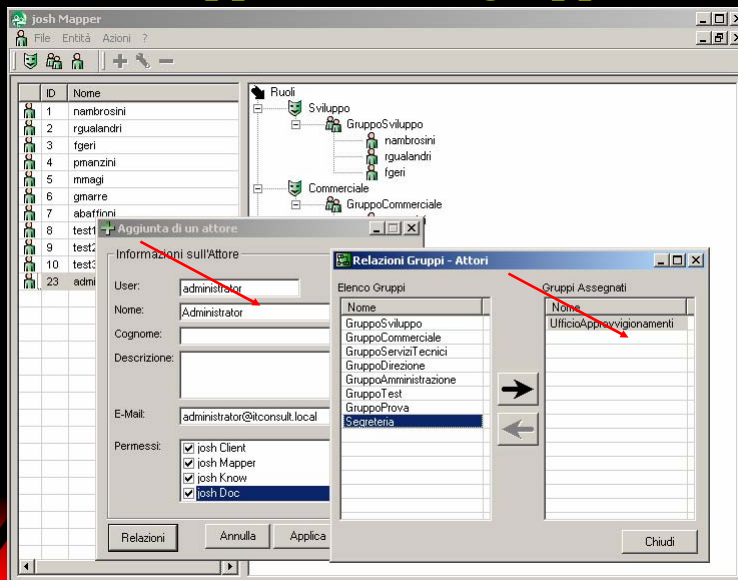 josh Mapper
File Entità Azioni ?
ID Nome
1 nambrosini
2 rgualandri
3 fgeri
4 pmanzini
5 mmagi
6 gmarre
7 abaffioni
8 test1
9 test2
10 test3
23 admi
Ruoli
Sviluppo
GruppoSviluppo
nambrosini
rgualandri
fgeri
Commerciale
GruppoCommerciale
Aggiunta di un attore
Informazioni sull'Attore
User: administrator
Nome: Administrator
Cognome:
Descrizione:
E-Mail: administrator@itconsult.local
Permessi: josh Client
josh Mapper
josh Know
josh Doc
Relazioni Annulla Applica
Relazioni Gruppi - Attori
Elenco Gruppi
Nome
GruppoSviluppo
GruppoCommerciale
GruppoServiziTecnici
GruppoDirezione
GruppoAmministrazione
GruppoTest
GruppoProva
Segreteria
Gruppi Assegnati
Nome
UfficioApprovvigionamenti
Chiudi